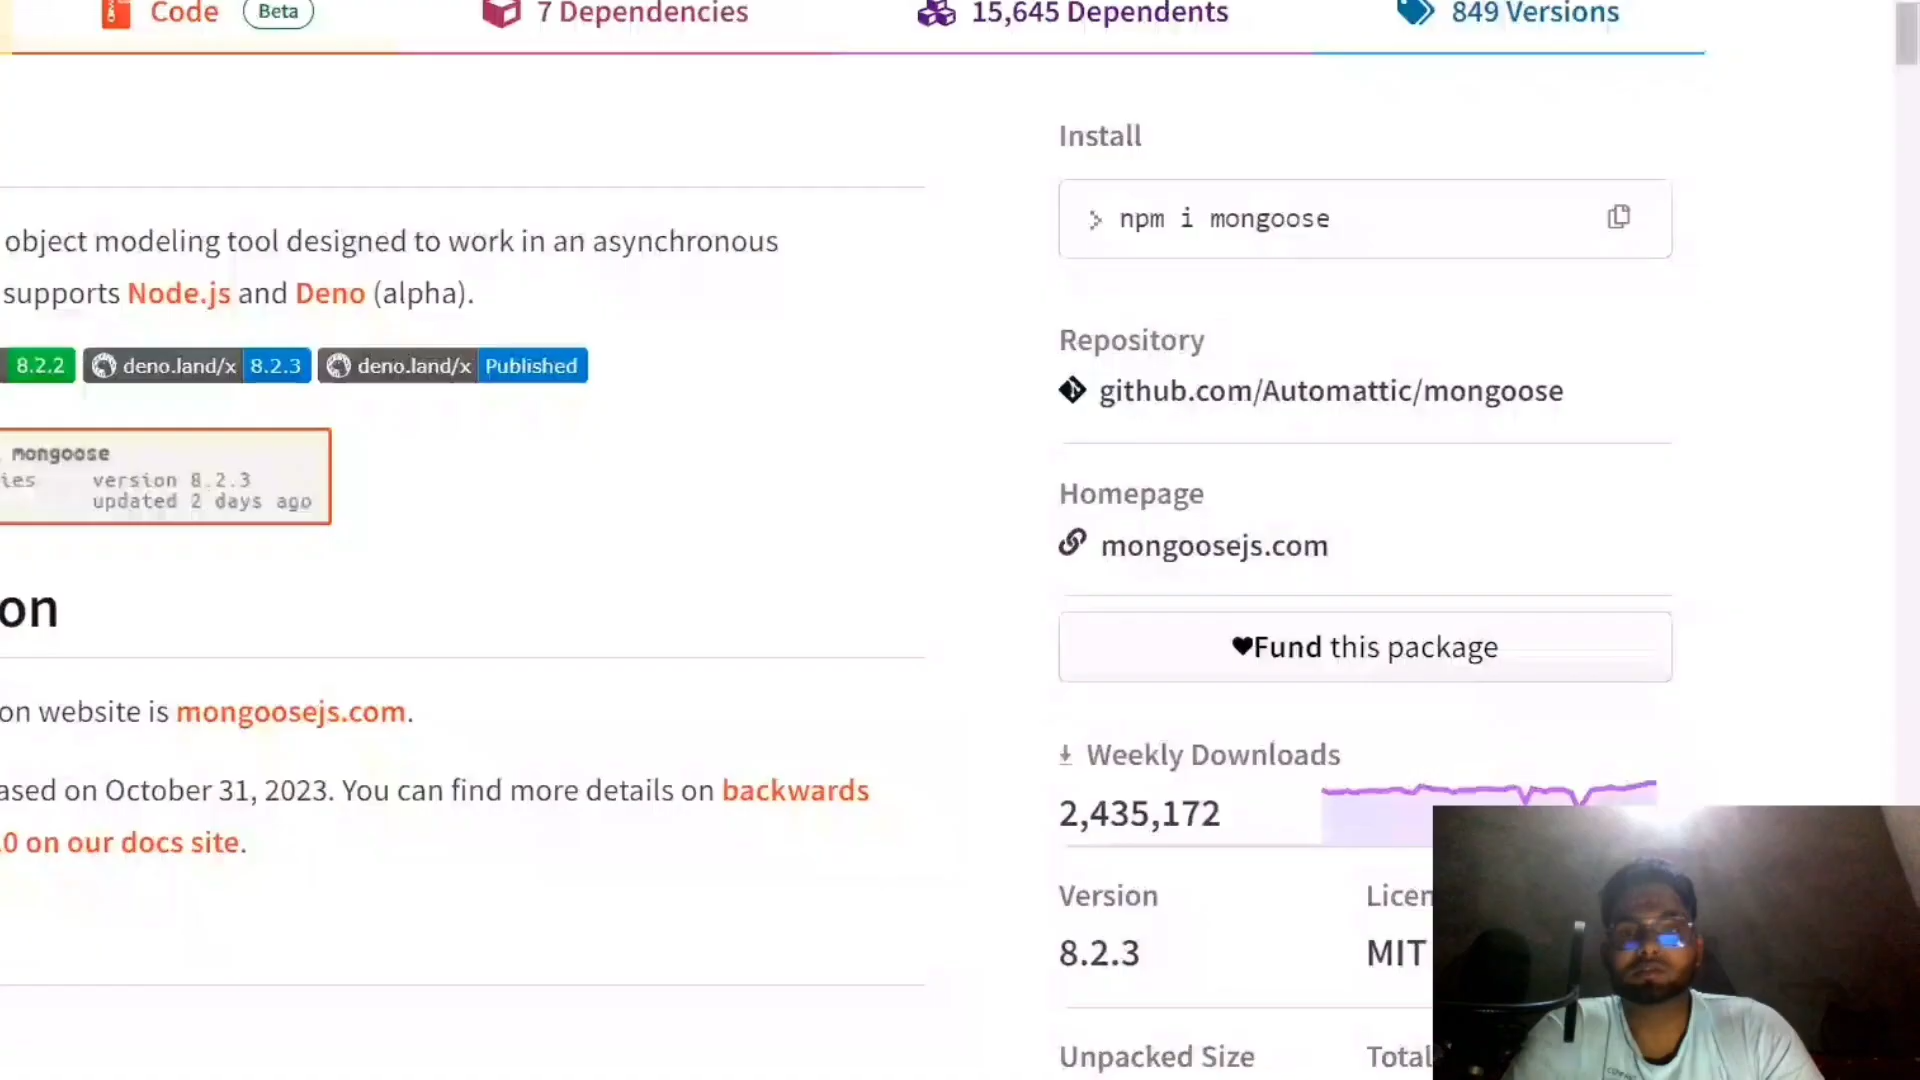 Code Beta 7 Dependencies 15,645 Dependents 849 Versions
object modeling tool designed to work in an asynchronous
supports Node.js and Deno (alpha).
8.2.2 deno.land/x 8.2.3 deno.land/x Published
mongoose
ies version 8.2.3
updated 2 days ago
on
on website is mongoosejs.com.
ased on October 31, 2023. You can find more details on backwards
.0 on our docs site.
Install
> npm i mongoose
Repository
github.com/Automattic/mongoose
Homepage
mongoosejs.com
♥Fund this package
Weekly Downloads
2,435,172
Version Licen
8.2.3 MIT
Unpacked Size Total